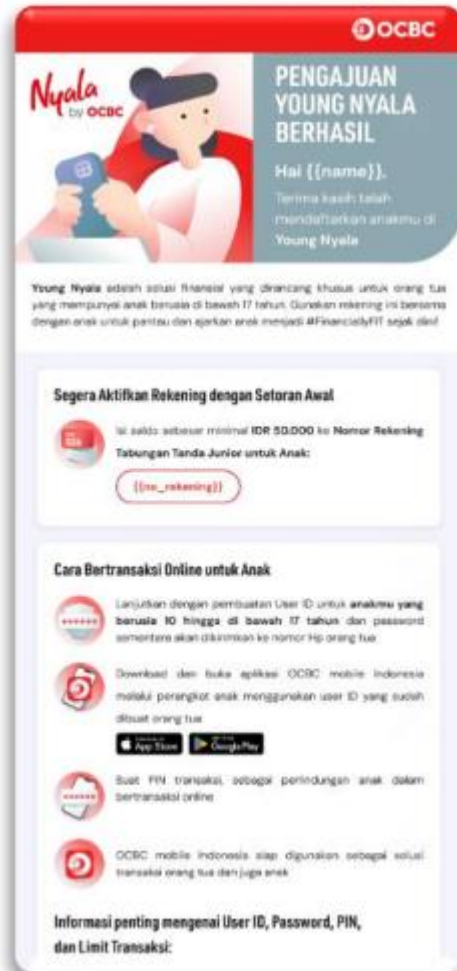 OCBC
Nyala
by OCBC
PENGAJUAN
YOUNG NYALA
BERHASIL
Hai {{name}},
Terima kasih telah
mendaftarkan anakmu di
Young Nyala
Young Nyala adalah solusi finansial yang dirancang khusus untuk orang tua
yang mempunyai anak berusia di bawah 17 tahun. Gunakan rekening ini bersama
dengan anak untuk pantau dan ajarkan anak menjadi #FinanciallyFIT sejak dini!
Segera Aktifkan Rekening dengan Setoran Awal
Isi saldo sebesar minimal IDR 50.000 ke Nomor Rekening
Tabungan Tanda Junior untuk Anak:
{{no_rekening}}
Cara Bertransaksi Online untuk Anak
Lanjutkan dengan pembuatan User ID untuk anakmu yang
berusia 10 hingga di bawah 17 tahun dan password
sementara akan dikirimkan ke nomor Hp orang tua
Download dan buka aplikasi OCBC mobile Indonesia
melalui perangkat anak menggunakan user ID yang sudah
dibuat orang tua
App Store
Google Play
Buat PIN transaksi, sebagai perlindungan anak dalam
bertransaksi online
OCBC mobile Indonesia siap digunakan sebagai solusi
transaksi orang tua dan juga anak
Informasi penting mengenai User ID, Password, PIN,
dan Limit Transaksi: